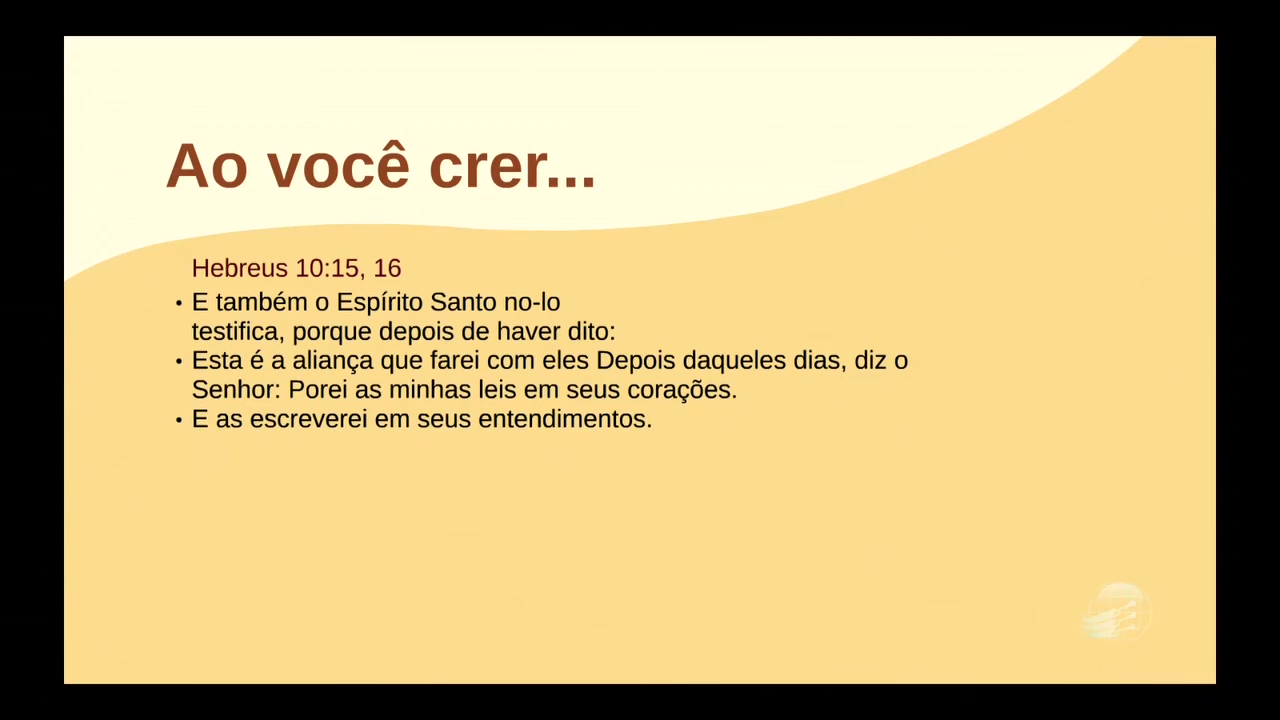 Ao você crer...
Hebreus 10:15, 16
• E também o Espírito Santo no-lo
testifica, porque depois de haver dito:
• Esta é a aliança que farei com eles Depois daqueles dias, diz o
Senhor: Porei as minhas leis em seus corações.
• E as escreverei em seus entendimentos.